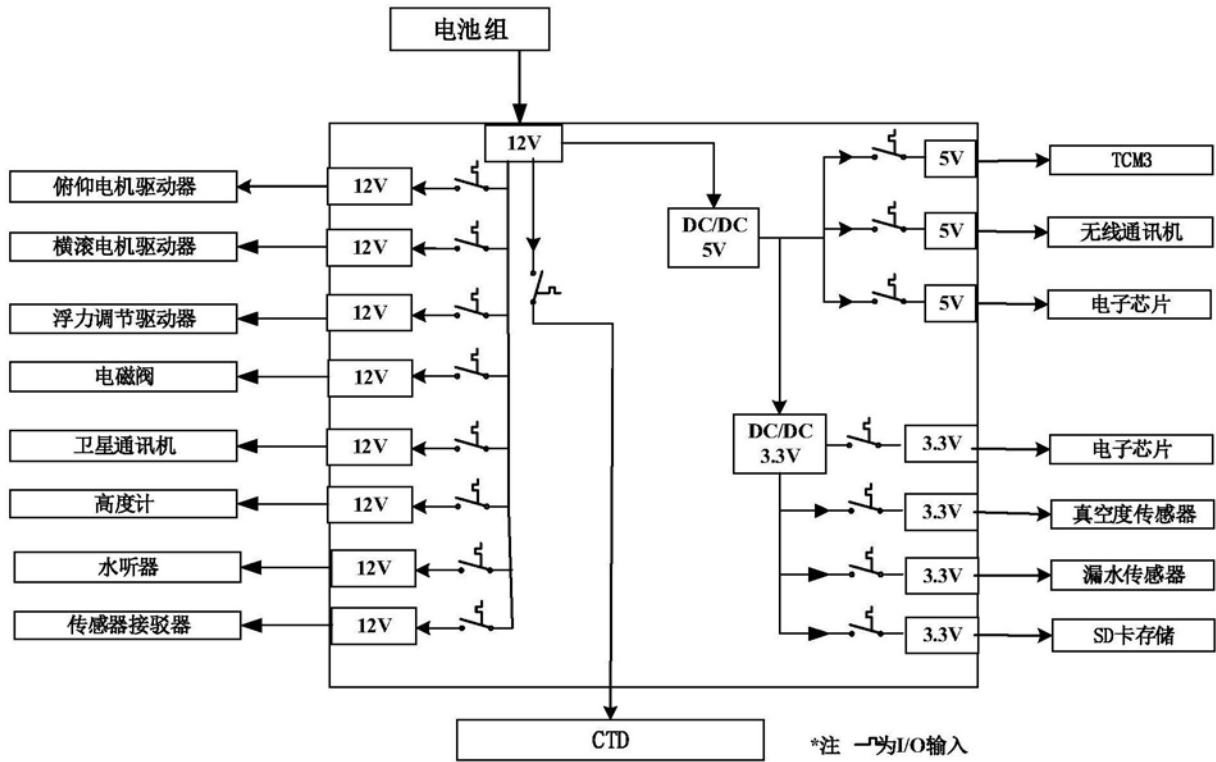 电池组
12V
俯仰电机驱动器
12V
横滚电机驱动器
12V
浮力调节驱动器
12V
电磁阀
12V
卫星通讯机
12V
高度计
12V
水听器
12V
传感器接驳器
12V
DC/DC
5V
5V
TCM3
5V
无线通讯机
5V
电子芯片
DC/DC
3.3V
3.3V
电子芯片
3.3V
真空度传感器
3.3V
漏水传感器
3.3V
SD卡存储
CTD
*注 为I/O输入